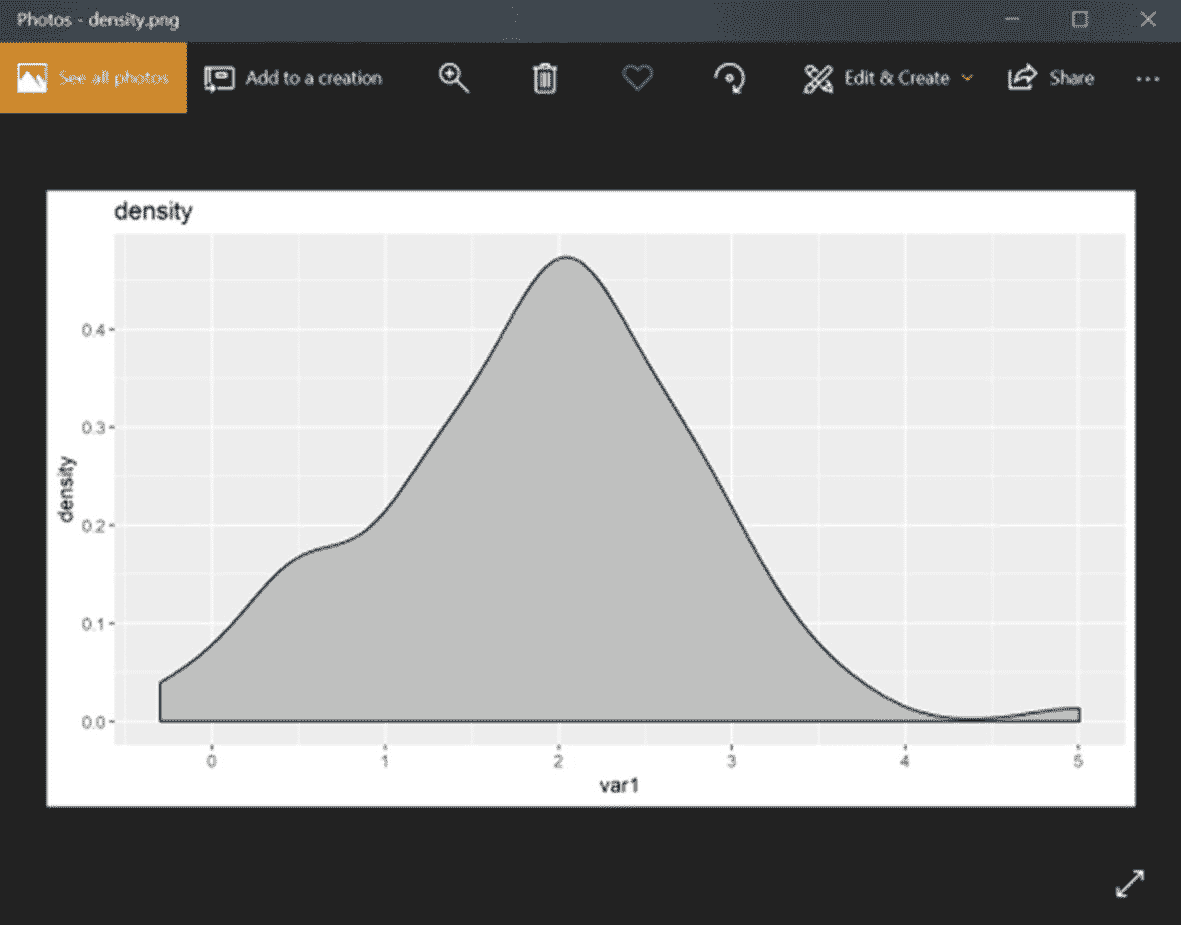 Photos - density.png
See all photos Add to a creation Edit & Create Share
density
0.4
0.3
density
0.2
0.1
0.0
0 1 2 3 4 5
var1